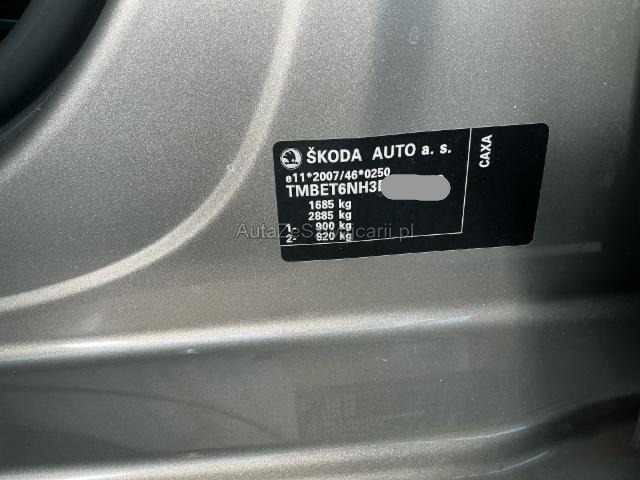 ŠKODA AUTO a. s.
e11*2007/46*0250
TMBET6NH3
1685 kg
2885 kg
1- 900 kg
2- 820 kg
CAXA
AutaZeSzwajcarii.pl